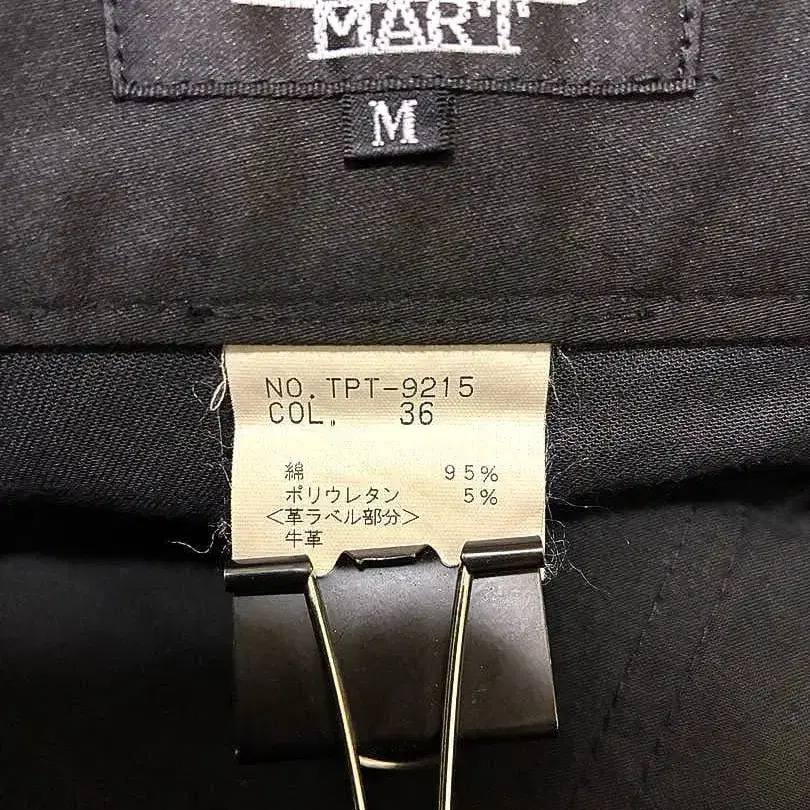 MART
M
NO. TPT-9215
COL. 36
綿 95%
ポリウレタン 5%
<革ラベル部分>
牛革